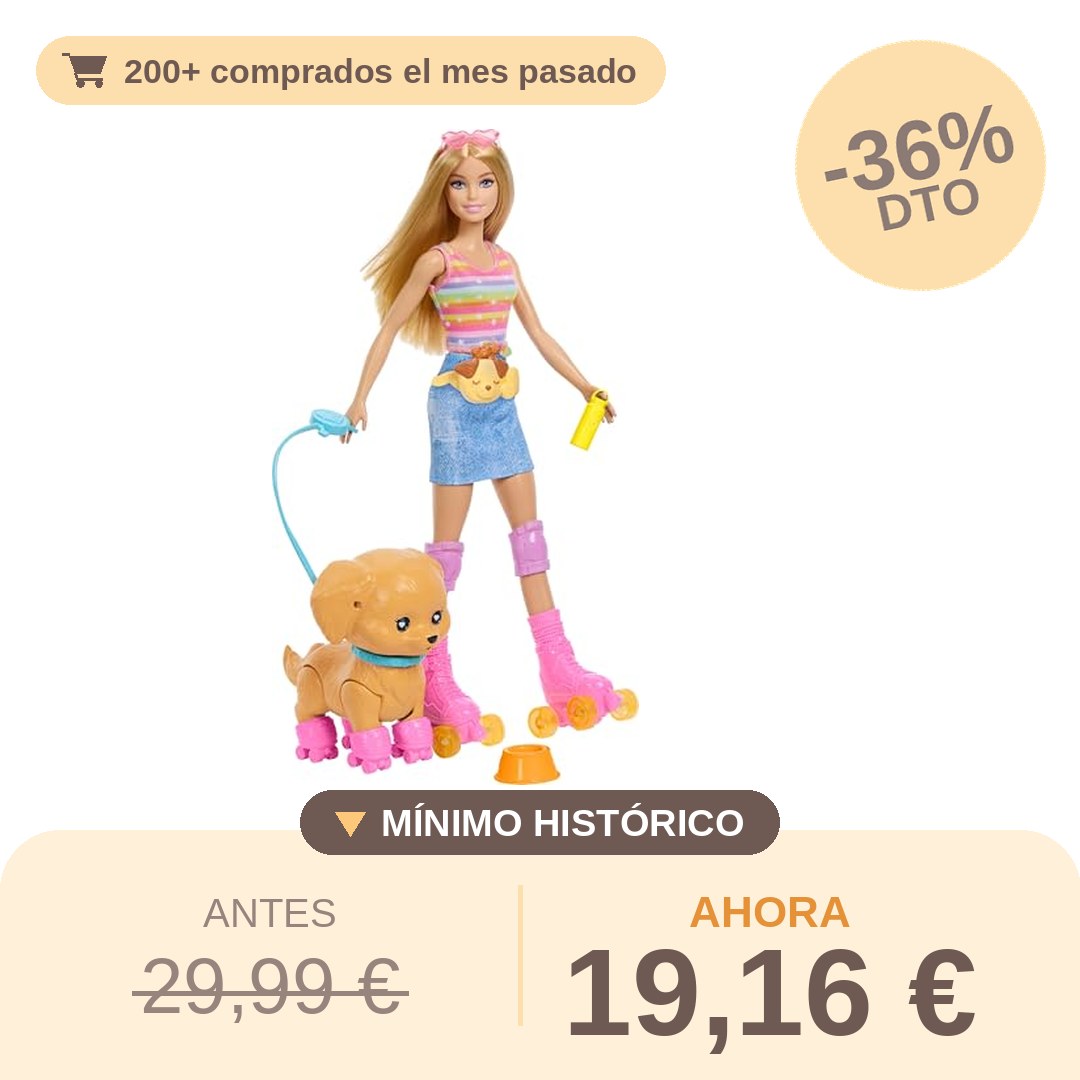 200+ comprados el mes pasado
-36%
DTO
MÍNIMO HISTÓRICO
ANTES
29,99 €
AHORA
19,16 €